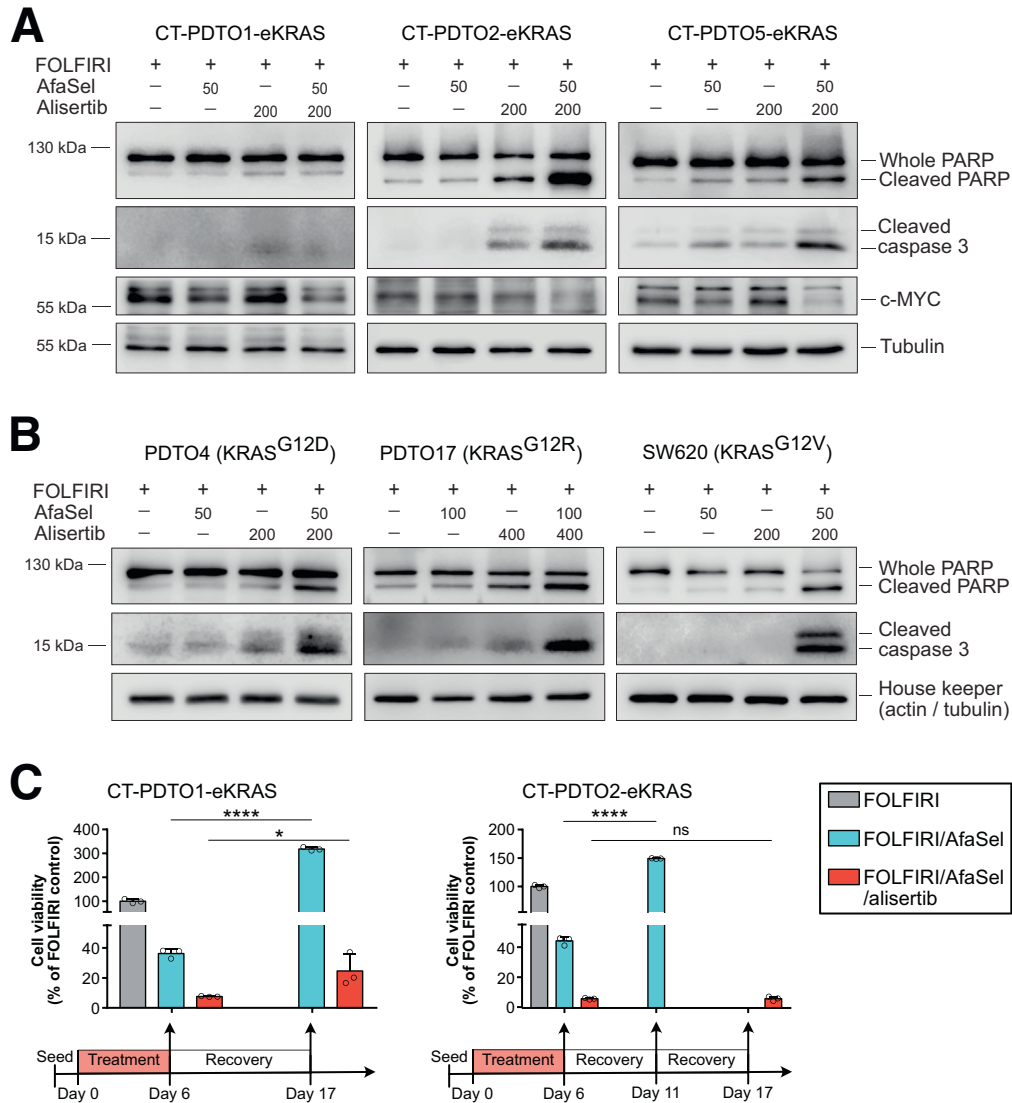 A
CT-PDTO1-eKRAS CT-PDTO2-eKRAS CT-PDTO5-eKRAS
FOLFIRI + + + + + + + + + + + +
AfaSel – 50 – 50 – 50 – 50 – 50 – 50
Alisertib – – 200 200 – – 200 200 – – 200 200
130 kDa
Whole PARP
Cleaved PARP
15 kDa
Cleaved
caspase 3
55 kDa
c-MYC
55 kDa
Tubulin
B
PDTO4 (KRASG12D) PDTO17 (KRASG12R) SW620 (KRASG12V)
FOLFIRI + + + + + + + + + + + +
AfaSel – 50 – 50 – 100 – 100 – 50 – 50
Alisertib – – 200 200 – – 400 400 – – 200 200
130 kDa
Whole PARP
Cleaved PARP
15 kDa
Cleaved
caspase 3
House keeper
(actin / tubulin)
C
CT-PDTO1-eKRAS
****
*
Cell viability
(% of FOLFIRI control)
400
300
200
100
40
20
0
Seed Treatment Recovery
Day 0 Day 6 Day 17
CT-PDTO2-eKRAS
****
ns
Cell viability
(% of FOLFIRI control)
200
150
100
40
20
0
Seed Treatment Recovery Recovery
Day 0 Day 6 Day 11 Day 17
FOLFIRI
FOLFIRI/AfaSel
FOLFIRI/AfaSel
/alisertib